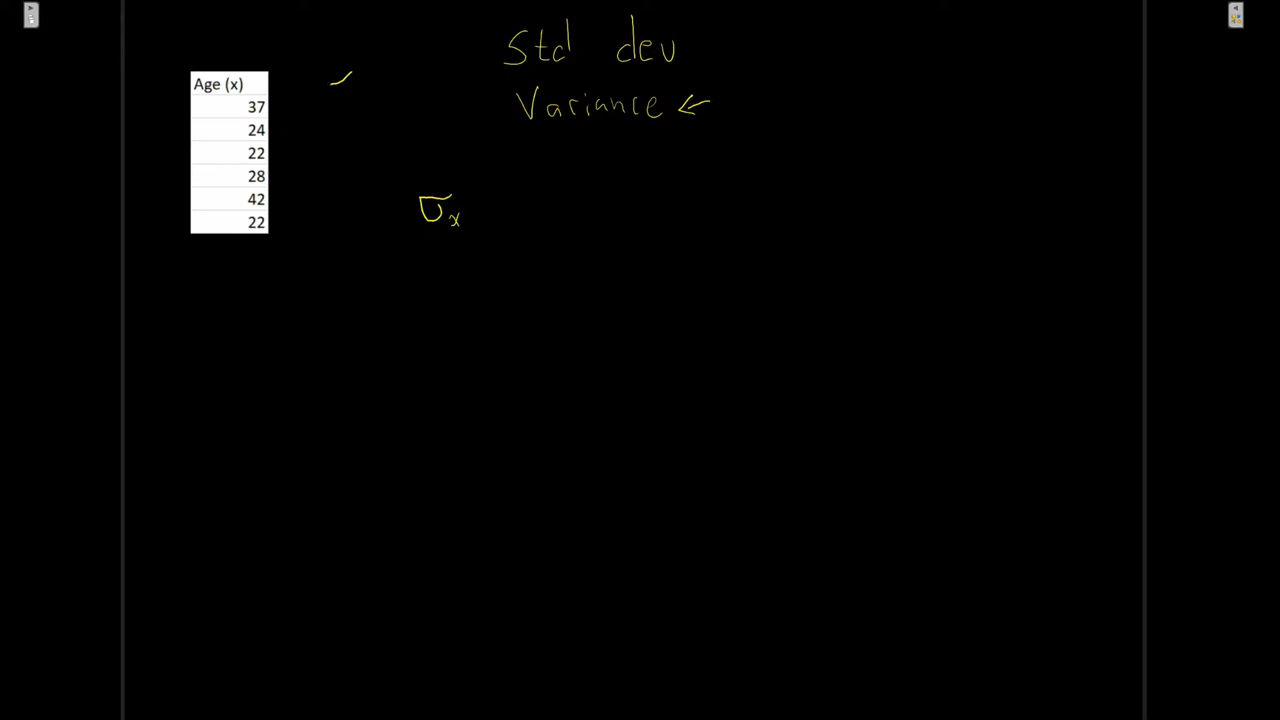 Std dev
Variance ←
Age (x)
37
24
22
28
42
22
σx